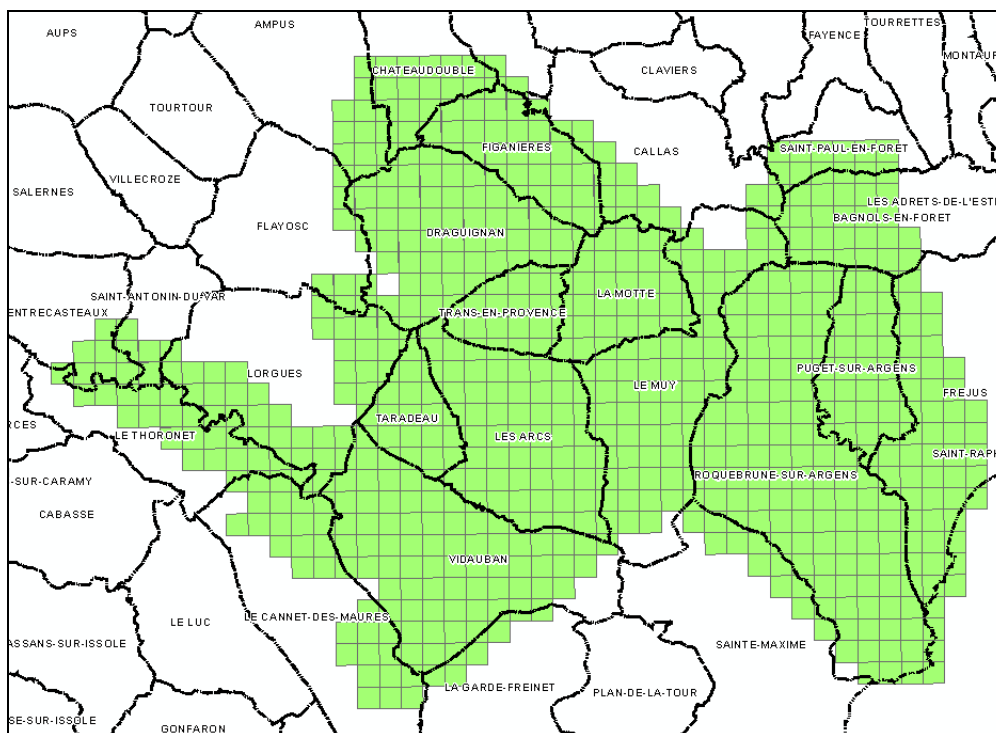 AMPUS
TOURRETTES
AUPS
FAYENCE
MONTAUR
CHATEAUDOUBLE
CLAVIERS
TOURTOUR
FIGANIERES
CALLAS
SAINT-PAUL-EN-FORET
VILLECROZE
SALERNES
LES ADRETS-DE-L'ESTE
BAGNOLS-EN-FORET
FLAYOSC
DRAGUIGNAN
LA MOTTE
SAINT-ANTONIN-DU-VAR
ENTRECASTEAUX
TRANS-EN-PROVENCE
PUGET-SUR-ARGENS
LORGUES
LE MUY
FREJUS
TARADEAU
RCES
LE THORONET
LES ARCS
SAINT-RAPH
-SUR-CARAMY
ROQUEBRUNE-SUR-ARGENS
CABASSE
VIDAUBAN
LE LUC
LE CANNET-DES-MAURES
ASSANS-SUR-ISSOLE
SAINTE-MAXIME
LA GARDE-FREINET
PLAN-DE-LA-TOUR
SE-SUR-ISSOLE
GONFARON